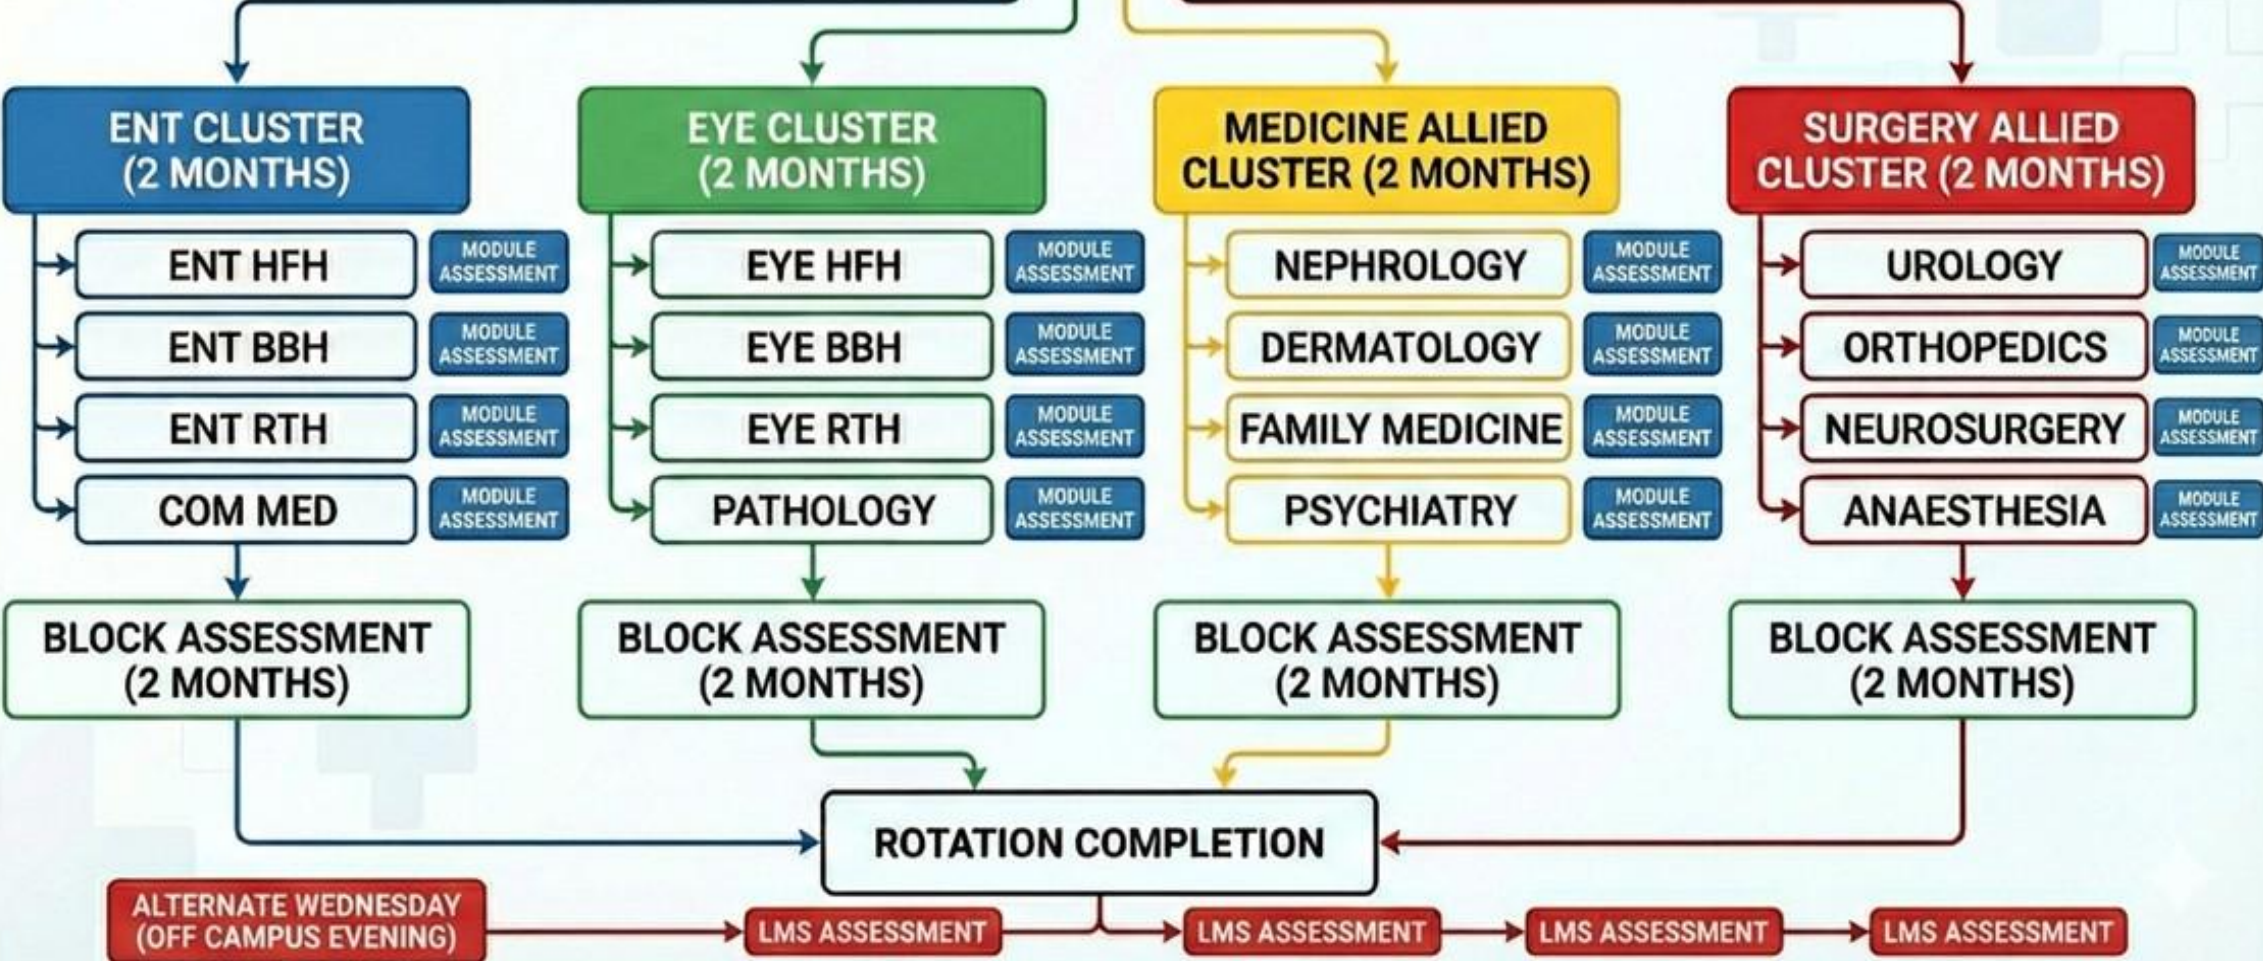 ENT CLUSTER
(2 MONTHS)
ENT HFH
MODULE
ASSESSMENT
ENT BBH
MODULE
ASSESSMENT
ENT RTH
MODULE
ASSESSMENT
COM MED
MODULE
ASSESSMENT
BLOCK ASSESSMENT
(2 MONTHS)
EYE CLUSTER
(2 MONTHS)
EYE HFH
MODULE
ASSESSMENT
EYE BBH
MODULE
ASSESSMENT
EYE RTH
MODULE
ASSESSMENT
PATHOLOGY
MODULE
ASSESSMENT
BLOCK ASSESSMENT
(2 MONTHS)
MEDICINE ALLIED
CLUSTER (2 MONTHS)
NEPHROLOGY
MODULE
ASSESSMENT
DERMATOLOGY
MODULE
ASSESSMENT
FAMILY MEDICINE
MODULE
ASSESSMENT
PSYCHIATRY
MODULE
ASSESSMENT
BLOCK ASSESSMENT
(2 MONTHS)
SURGERY ALLIED
CLUSTER (2 MONTHS)
UROLOGY
MODULE
ASSESSMENT
ORTHOPEDICS
MODULE
ASSESSMENT
NEUROSURGERY
MODULE
ASSESSMENT
ANAESTHESIA
MODULE
ASSESSMENT
BLOCK ASSESSMENT
(2 MONTHS)
ROTATION COMPLETION
ALTERNATE WEDNESDAY
(OFF CAMPUS EVENING)
LMS ASSESSMENT
LMS ASSESSMENT
LMS ASSESSMENT
LMS ASSESSMENT